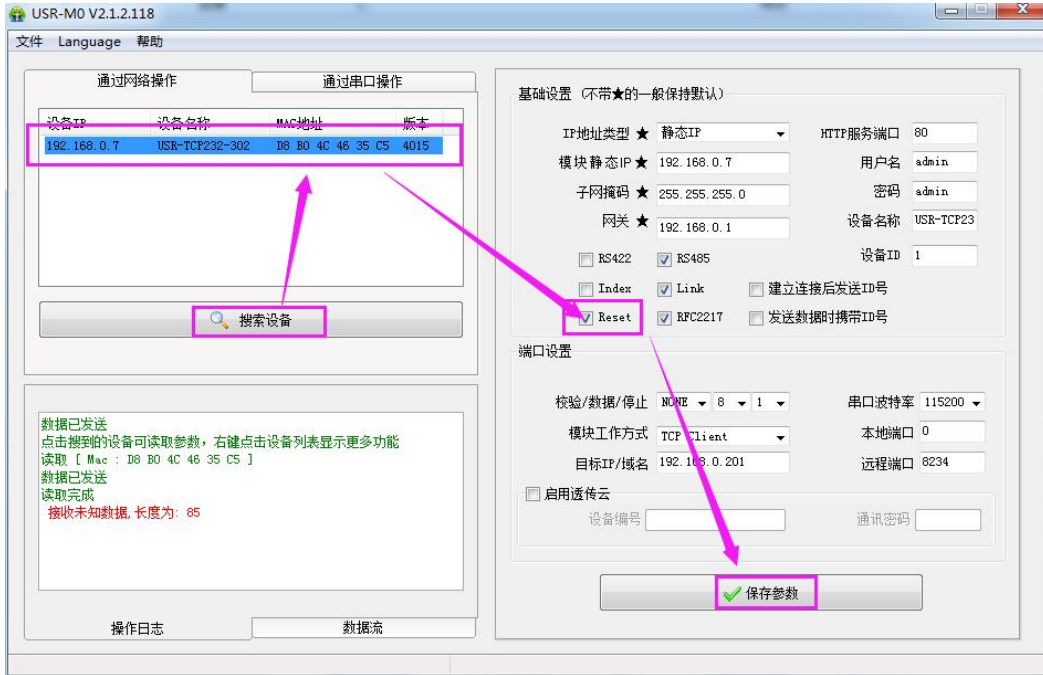 USR-M0 V2.1.2.118
文件 Language 帮助
通过网络操作 通过串口操作
设备IP 设备名称 MAC地址 版本
192.168.0.7 USR-TCP232-302 D8 B0 4C 46 35 C5 4015
搜索设备
数据已发送
点击搜到的设备可读取参数，右键点击设备列表显示更多功能
读取 [ Mac : D8 B0 4C 46 35 C5 ]
数据已发送
读取完成
接收未知数据,长度为: 85
操作日志 数据流
基础设置 (不带★的一般保持默认)
IP地址类型 ★ 静态IP HTTP服务端口 80
模块静态IP ★ 192.168.0.7 用户名 admin
子网掩码 ★ 255.255.255.0 密码 admin
网关 ★ 192.168.0.1 设备名称 USR-TCP23
RS422 RS485 设备ID 1
Index Link 建立连接后发送ID号
Reset RFC2217 发送数据时携带ID号
端口设置
校验/数据/停止 NONE 8 1 串口波特率 115200
模块工作方式 TCP Client 本地端口 0
目标IP/域名 192.168.0.201 远程端口 8234
启用透传云
设备编号 通讯密码
保存参数